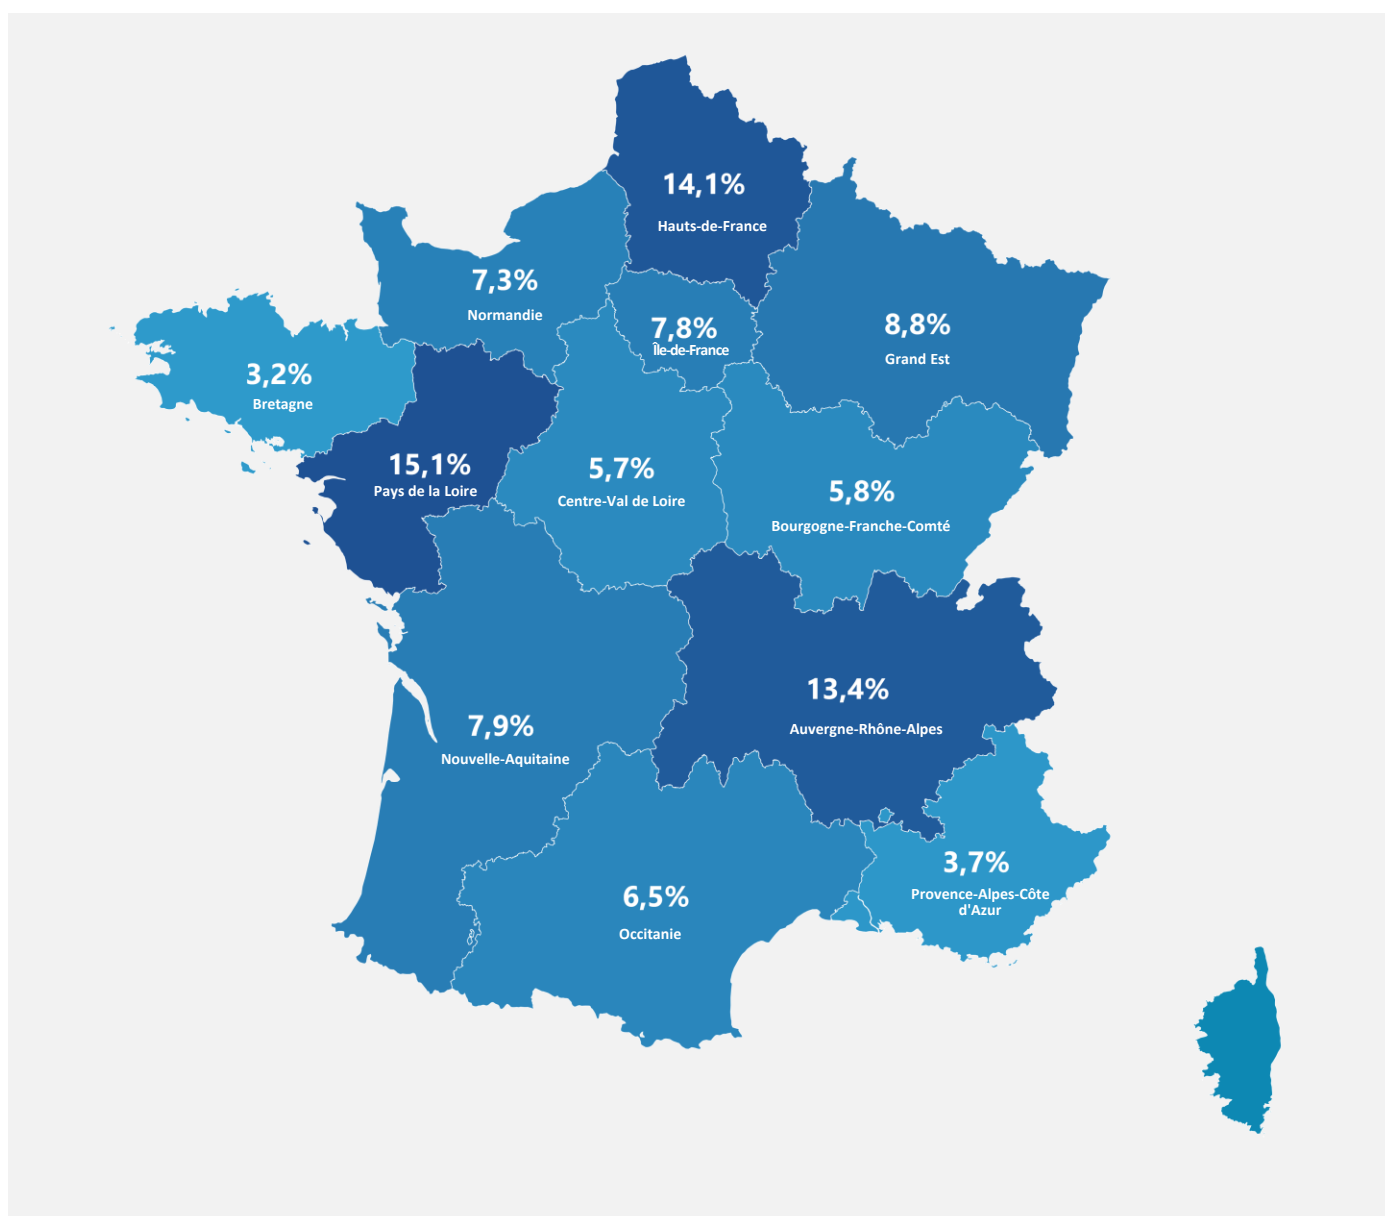 14,1%
Hauts-de-France
7,3%
Normandie
7,8%
Île-de-France
8,8%
Grand Est
3,2%
Bretagne
15,1%
Pays de la Loire
5,7%
Centre-Val de Loire
5,8%
Bourgogne-Franche-Comté
13,4%
Auvergne-Rhône-Alpes
7,9%
Nouvelle-Aquitaine
3,7%
Provence-Alpes-Côte
d'Azur
6,5%
Occitanie